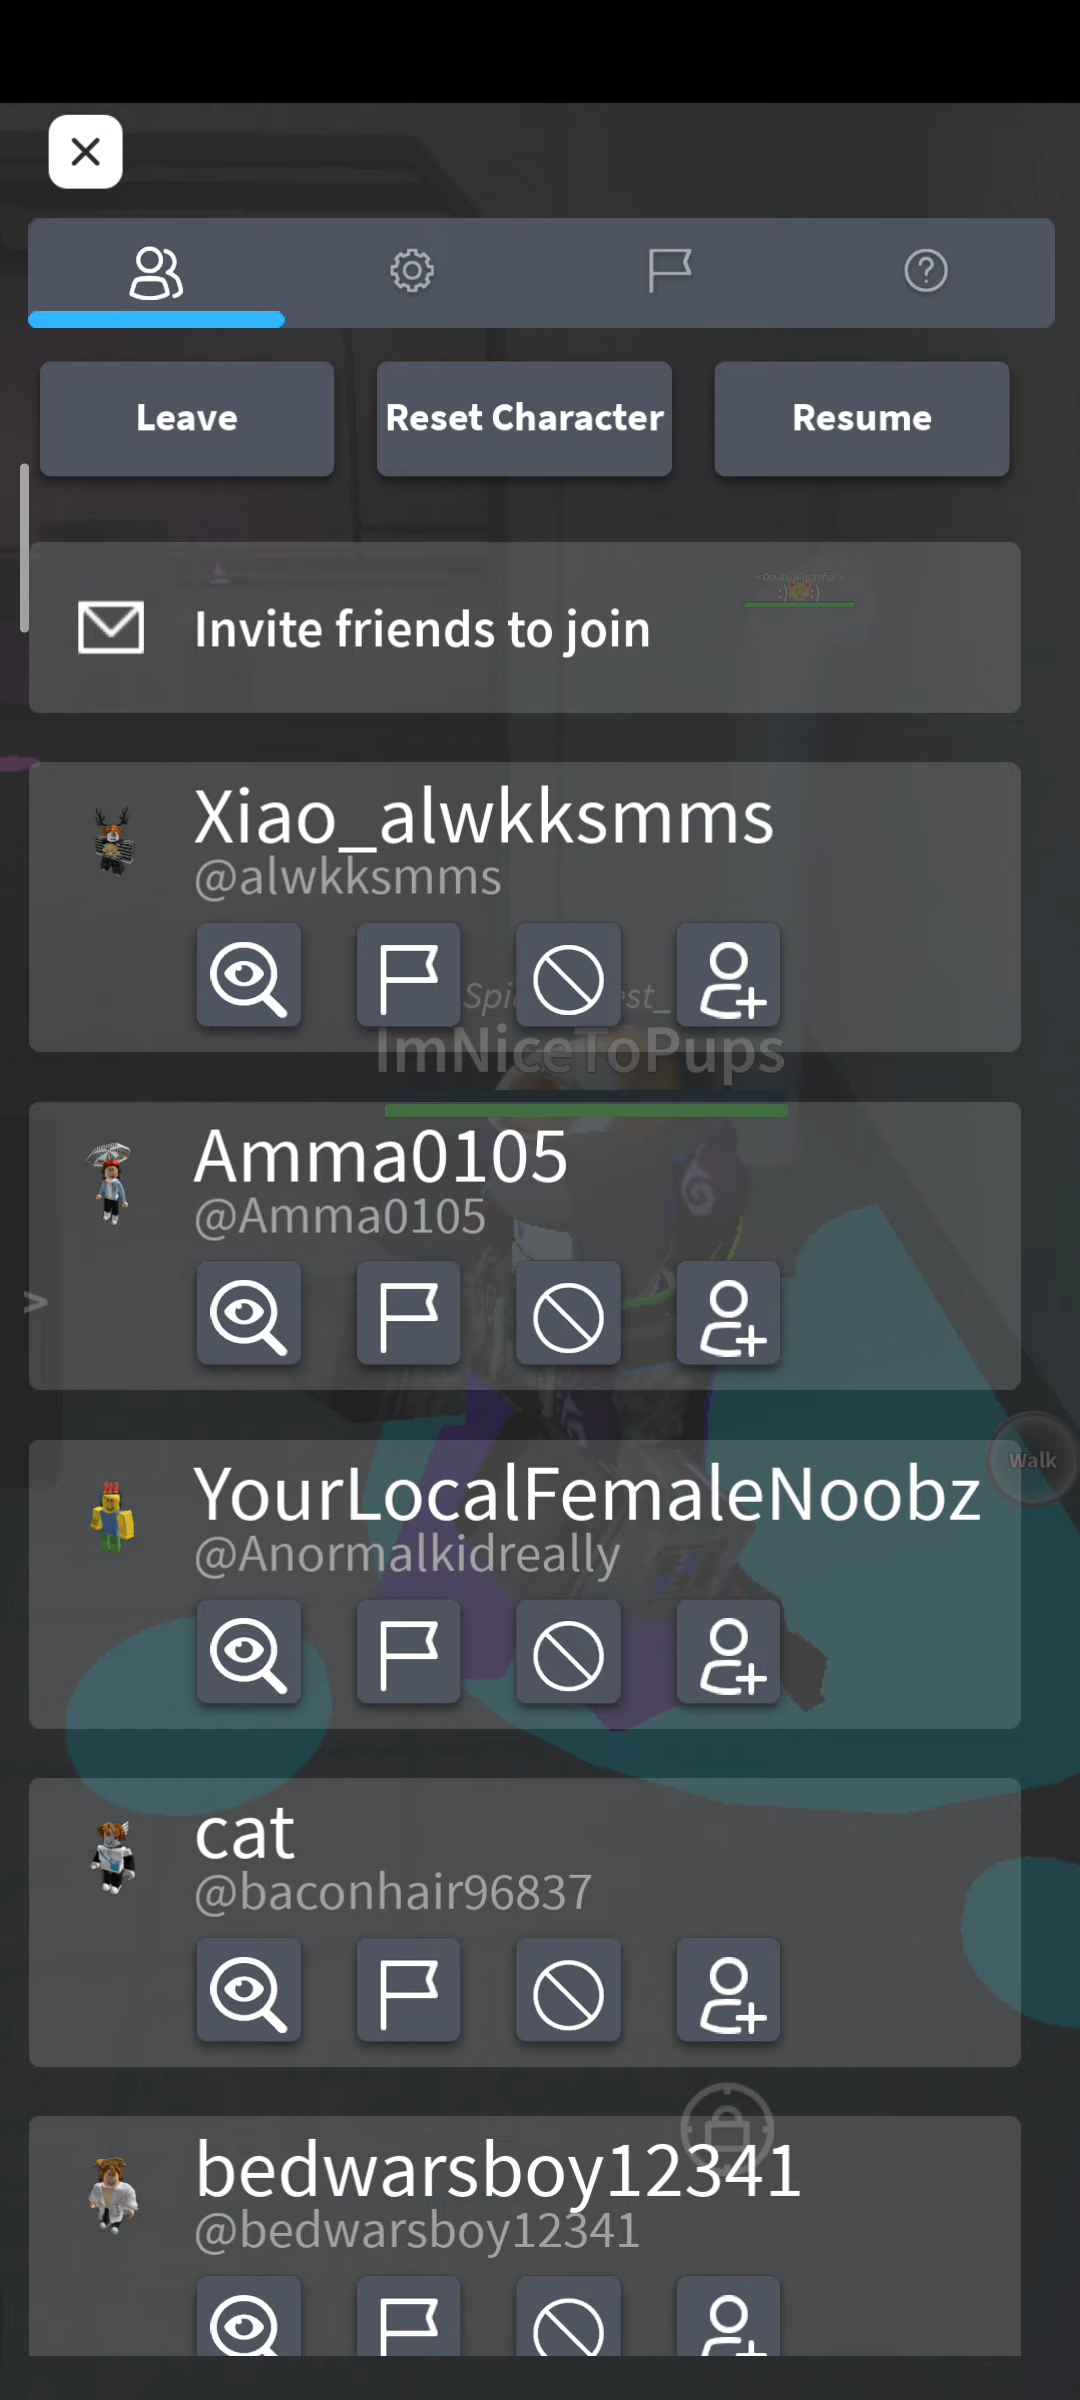 Leave
Reset Character
Resume
:)🦊:)
Invite friends to join
Xiao_alwkksmms
@alwkksmms
ImNiceToPups
Amma0105
@Amma0105
>
Walk
YourLocalFemaleNoobz
@Anormalkidreally
cat
@baconhair96837
bedwarsboy12341
@bedwarsboy12341